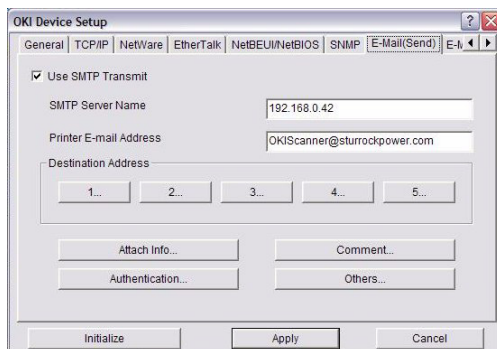 OKI Device Setup
General TCP/IP NetWare EtherTalk NetBEUI/NetBIOS SNMP E-Mail(Send)
Use SMTP Transmit
SMTP Server Name 192.168.0.42
Printer E-mail Address OKIScanner@sturrockpower.com
Destination Address
1... 2... 3... 4... 5...
Attach Info... Comment...
Authentication... Others...
Initialize Apply Cancel